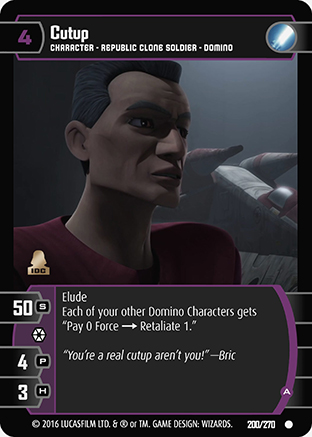 4 Cutup
CHARACTER - REPUBLIC CLONE SOLDIER - DOMINO
IDC
50 S
Elude
Each of your other Domino Characters gets
"Pay 0 Force → Retaliate 1."
4 P
"You're a real cutup aren't you!" —Bric
3 H
A
© 2016 LUCASFILM LTD. & ® or TM. GAME DESIGN: WIZARDS. 200/270